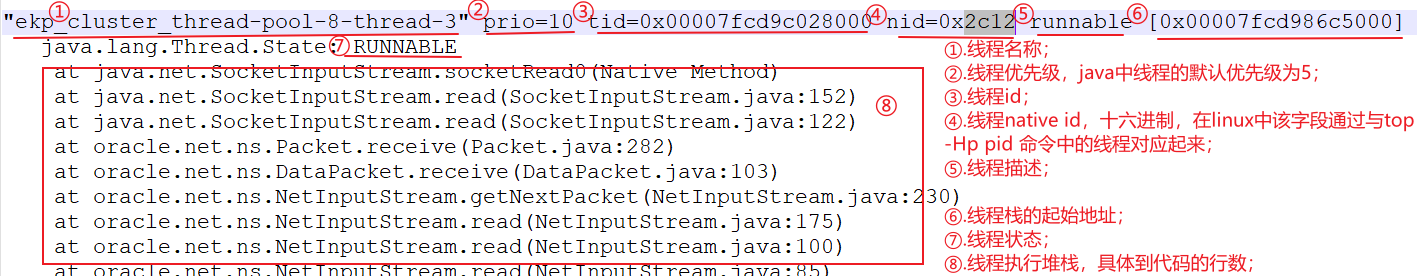 ① ② ③ ④ ⑤ ⑥
"ekp_cluster_thread-pool-8-thread-3" prio=10 tid=0x00007fcd9c028000 nid=0x2c12 runnable [0x00007fcd986c5000]
java.lang.Thread.State: ⑦ RUNNABLE
at java.net.SocketInputStream.socketRead0(Native Method)
at java.net.SocketInputStream.read(SocketInputStream.java:152)
at java.net.SocketInputStream.read(SocketInputStream.java:122)
at oracle.net.ns.Packet.receive(Packet.java:282)
at oracle.net.ns.DataPacket.receive(DataPacket.java:103)
at oracle.net.ns.NetInputStream.getNextPacket(NetInputStream.java:230)
at oracle.net.ns.NetInputStream.read(NetInputStream.java:175)
at oracle.net.ns.NetInputStream.read(NetInputStream.java:100)
at oracle.net.ns.NetInputStream.read(NetInputStream.java:85)
⑧
①.线程名称；
②.线程优先级，java中线程的默认优先级为5；
③.线程id；
④.线程native id，十六进制，在linux中该字段通过与top
-Hp pid 命令中的线程对应起来；
⑤.线程描述；
⑥.线程栈的起始地址；
⑦.线程状态；
⑧.线程执行堆栈，具体到代码的行数；